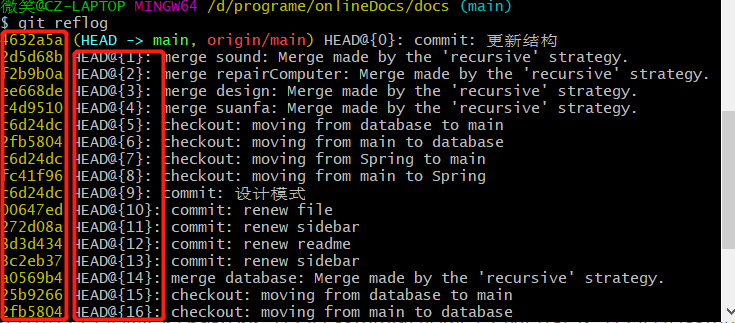 微笑@CZ-LAPTOP MINGW64 /d/programe/onlineDocs/docs (main)
$ git reflog
4632a5a (HEAD -> main, origin/main) HEAD@{0}: commit: 更新结构
2d5d68b HEAD@{1}: merge sound: Merge made by the 'recursive' strategy.
f2b9b0a HEAD@{2}: merge repairComputer: Merge made by the 'recursive' strategy.
ee668de HEAD@{3}: merge design: Merge made by the 'recursive' strategy.
c4d9510 HEAD@{4}: merge suanfa: Merge made by the 'recursive' strategy.
c6d24dc HEAD@{5}: checkout: moving from database to main
2fb5804 HEAD@{6}: checkout: moving from main to database
c6d24dc HEAD@{7}: checkout: moving from Spring to main
fc41f96 HEAD@{8}: checkout: moving from main to Spring
c6d24dc HEAD@{9}: commit: 设计模式
00647ed HEAD@{10}: commit: renew file
272d08a HEAD@{11}: commit: renew sidebar
3d3d434 HEAD@{12}: commit: renew readme
3c2eb37 HEAD@{13}: commit: renew sidebar
a0569b4 HEAD@{14}: merge database: Merge made by the 'recursive' strategy.
25b9266 HEAD@{15}: checkout: moving from database to main
2fb5804 HEAD@{16}: checkout: moving from main to database